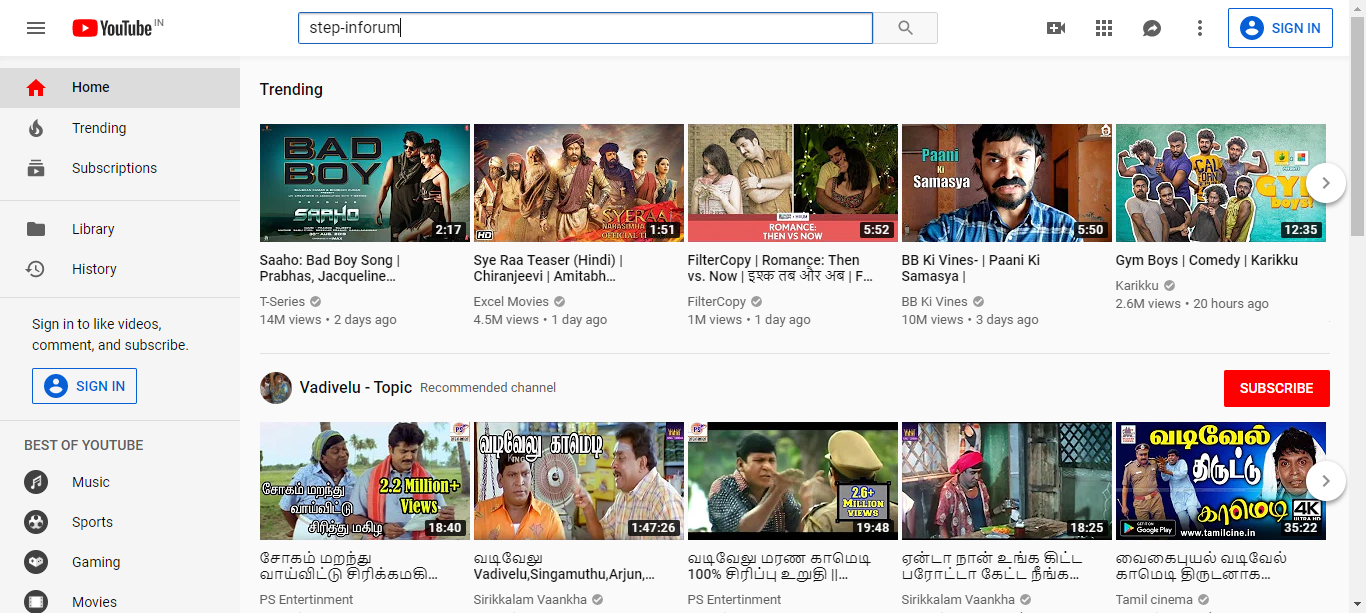 YouTube IN
step-inforum
SIGN IN
Home
Trending
Subscriptions
Library
History
Sign in to like videos,
comment, and subscribe.
SIGN IN
BEST OF YOUTUBE
Music
Sports
Gaming
Movies
Trending
BAD
BOY
SAAHO
2:17
HD
1:51
ROMANCE:
THEN VS NOW
5:52
Paani
Ki
Samasya
5:50
12:35
Saaho: Bad Boy Song |
Prabhas, Jacqueline...
T-Series
14M views • 2 days ago
Sye Raa Teaser (Hindi) |
Chiranjeevi | Amitabh...
Excel Movies
4.5M views • 1 day ago
FilterCopy | Romance: Then
vs. Now | इश्क तब और अब | F...
FilterCopy
1M views • 1 day ago
BB Ki Vines- | Paani Ki
Samasya |
BB Ki Vines
10M views • 3 days ago
Gym Boys | Comedy | Karikku
Karikku
2.6M views • 20 hours ago
Vadivelu - Topic Recommended channel
SUBSCRIBE
PS
சோகம் மறந்து
வாய்விட்டு
சிரித்து மகிழ
2.2 Million+
Views
18:40
வடிவேலு காமெடி
KING
1:47:26
2.6+
MILLION
VIEWS
19:48
18:25
வடிவேல்
திருட்டு
காமெடி
4K
GET IT ON
Google Play
www.tamilcine.in
35:22
சோகம் மறந்து
வாய்விட்டு சிரிக்கமகி...
PS Entertinment
வடிவேலு
Vadivelu,Singamuthu,Arjun,...
Sirikkalam Vaankha
வடிவேலு மரண காமெடி
100% சிரிப்பு உறுதி ||...
PS Entertinment
ஏன்டா நான் உங்க கிட்ட
பரோட்டா கேட்ட நீங்க...
Sirikkalam Vaankha
வைகைபுயல் வடிவேல்
காமெடி திருடனாக...
Tamil cinema